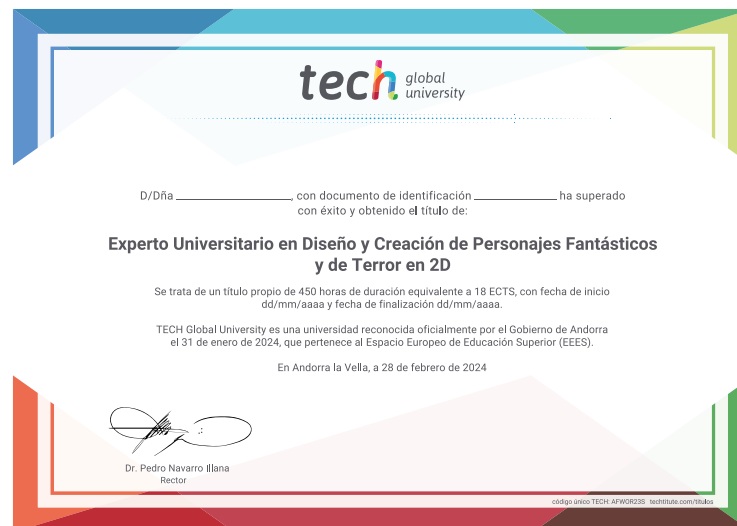 tech global university
D/Dña ____________, con documento de identificación ____________ ha superado
con éxito y obtenido el título de:
Experto Universitario en Diseño y Creación de Personajes Fantásticos
y de Terror en 2D
Se trata de un título propio de 450 horas de duración equivalente a 18 ECTS, con fecha de inicio
dd/mm/aaaa y fecha de finalización dd/mm/aaaa.
TECH Global University es una universidad reconocida oficialmente por el Gobierno de Andorra
el 31 de enero de 2024, que pertenece al Espacio Europeo de Educación Superior (EEES).
En Andorra la Vella, a 28 de febrero de 2024
Dr. Pedro Navarro Illana
Rector
código único TECH: AFWOR23S techtitute.com/titulos